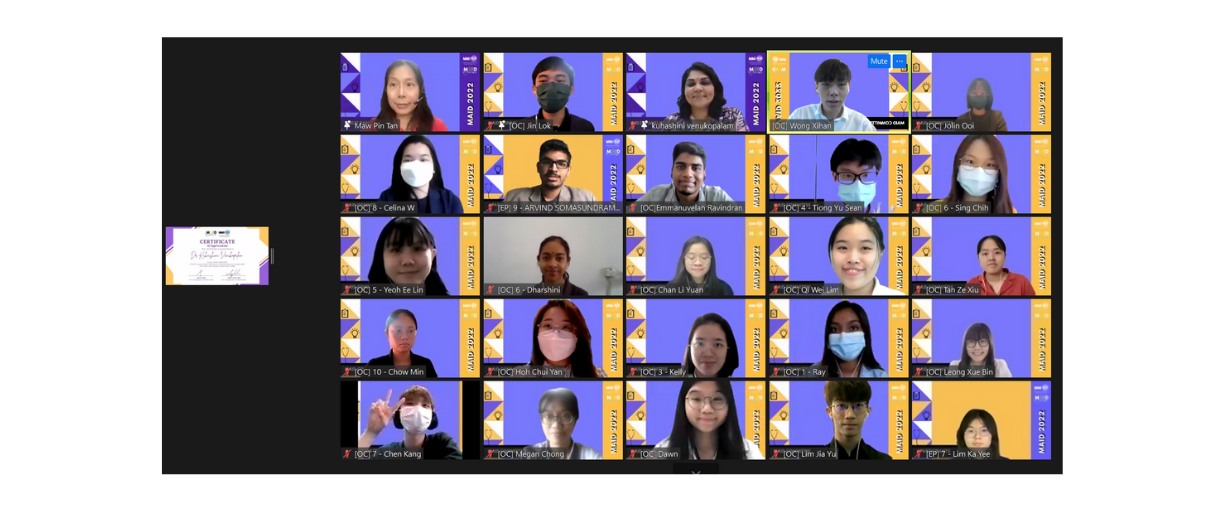 Mute ...
MAID 2022
Maw Pin Tan
[OC] Jin Lok
kuhashini venukopalam
[OC] Wong Xihan
[OC] Jolin Ooi
[OC] 8 - Celina W
[EP] 9 - ARVIND SOMASUNDRAM...
[OC]Emmanuvelan Ravindran
[OC] 4 - Tiong Yu Sean
[OC] 6 - Sing Chih
CERTIFICATE
[OC] 5 - Yeoh Ee Lin
[OC] 6 - Dharshini
[OC] Chan Li Yuan
[OC] Qi Wei Lim
[OC] Tan Ze Xiu
[OC] 10 - Chow Min
Hoh Chui Yan
[OC] 3 - Kelly
[OC] 1 - Ray
[OC] Leong Xue Bin
[OC] 7 - Chen Kang
[OC] Megan Chong
[OC] Dawn
[OC] Lim Jia Yu
[EP] 7 - Lim Ka Yee
MAID 2022